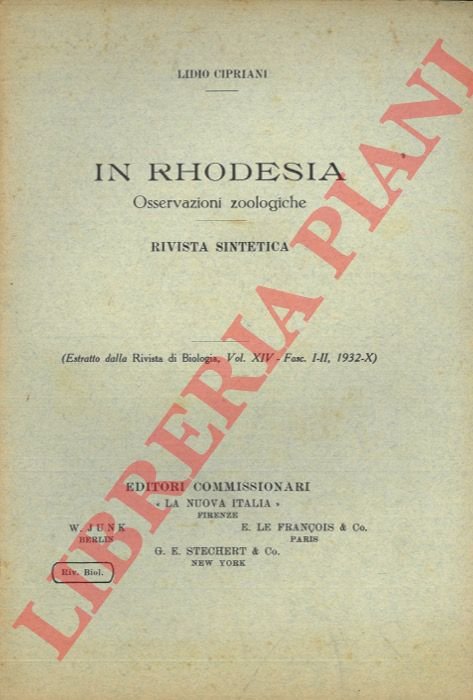 LIDIO CIPRIANI
IN RHODESIA
Osservazioni zoologiche
RIVISTA SINTETICA
(Estratto dalla Rivista di Biologia, Vol. XIV - Fasc. I-II, 1932-X)
EDITORI COMMISSIONARI
« LA NUOVA ITALIA »
FIRENZE
W. JUNK E. LE FRANÇOIS & Co.
BERLIN PARIS
G. E. STECHERT & Co.
NEW YORK
Riv. Biol.
LIBRERIA PIANI